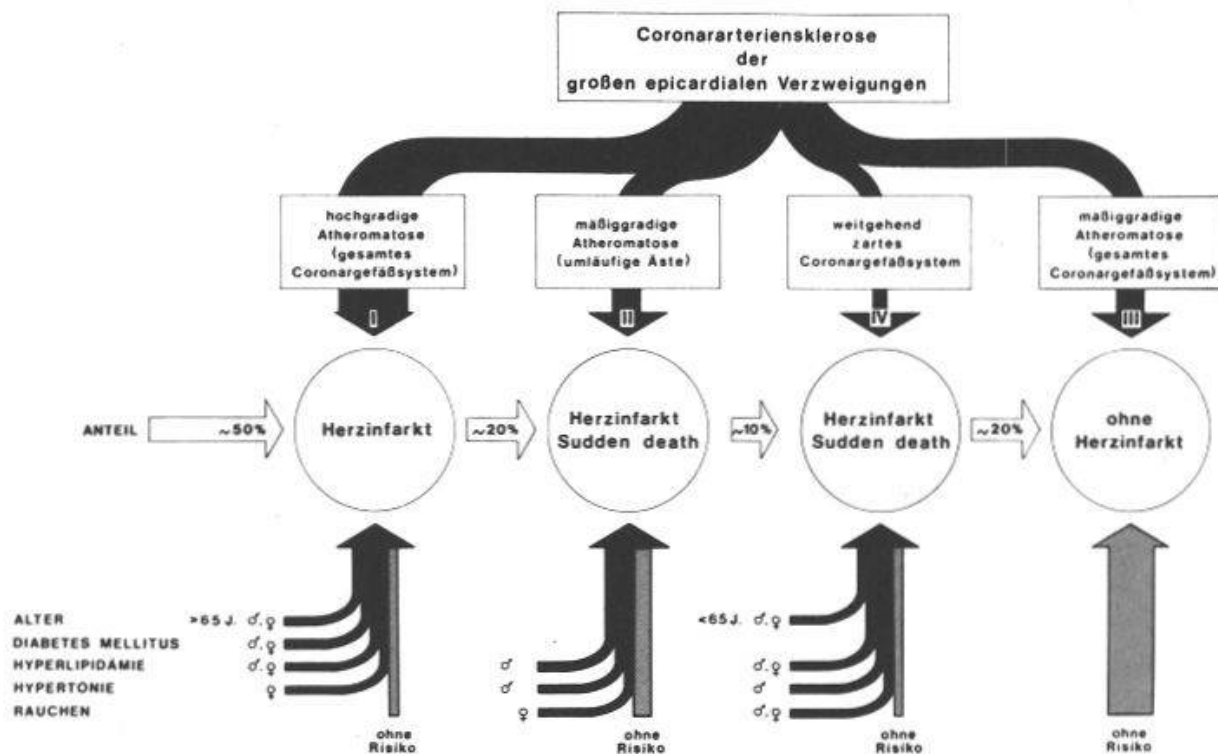 Coronararteriensklerose
der
großen epicardialen Verzweigungen
hochgradige
Atheromatose
(gesamtes
Coronargefäßsystem)
mäßiggradige
Atheromatose
(umläufige Äste)
weitgehend
zartes
Coronargefäßsystem
mäßiggradige
Atheromatose
(gesamtes
Coronargefäßsystem)
I
II
IV
III
ANTEIL
~50%
Herzinfarkt
~20%
Herzinfarkt
Sudden death
~10%
Herzinfarkt
Sudden death
~20%
ohne
Herzinfarkt
ALTER >65 J. ♂.♀ <65 J. ♂.♀
DIABETES MELLITUS ♂.♀
HYPERLIPIDÄMIE ♂.♀ ♂ ♂.♀
HYPERTONIE ♀ ♂ ♂
RAUCHEN ♀ ♂.♀
ohne
Risiko
ohne
Risiko
ohne
Risiko
ohne
Risiko